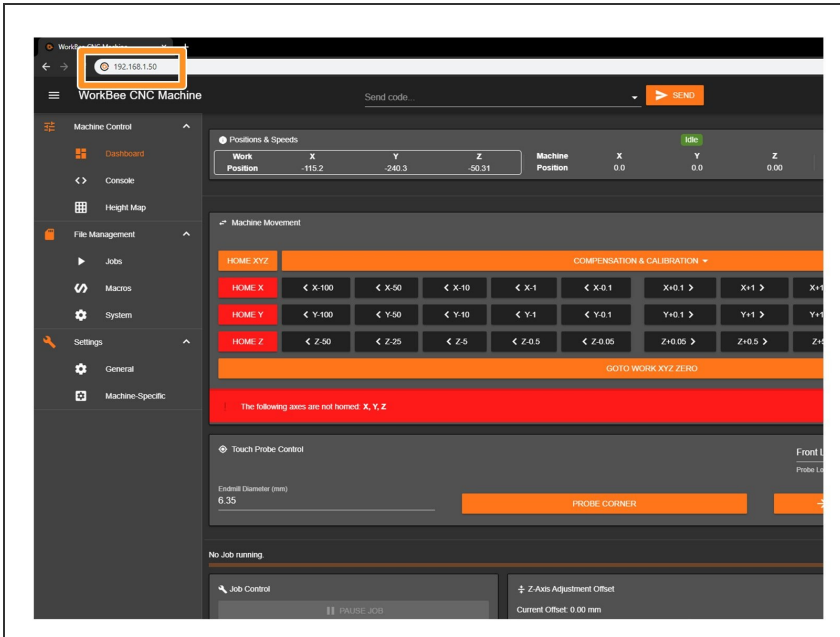 192.168.1.50
WorkBee CNC Machine
Send code...
SEND
Machine Control
Dashboard
Console
Height Map
File Management
Jobs
Macros
System
Settings
General
Machine-Specific
Positions & Speeds
Idle
Work Position X Y Z
-115.2 -240.3 -50.31
Machine Position X Y Z
0.0 0.0 0.00
Machine Movement
HOME XYZ COMPENSATION & CALIBRATION
HOME X X-100 X-50 X-10 X-1 X-0.1 X+0.1 X+1
HOME Y Y-100 Y-50 Y-10 Y-1 Y-0.1 Y+0.1 Y+1
HOME Z Z-50 Z-25 Z-5 Z-0.5 Z-0.05 Z+0.05 Z+0.5
GOTO WORK XYZ ZERO
! The following axes are not homed: X, Y, Z
Touch Probe Control
Front L
Probe Lo
Endmill Diameter (mm)
6.35
PROBE CORNER
No Job running.
Job Control
PAUSE JOB
Z-Axis Adjustment Offset
Current Offset: 0.00 mm